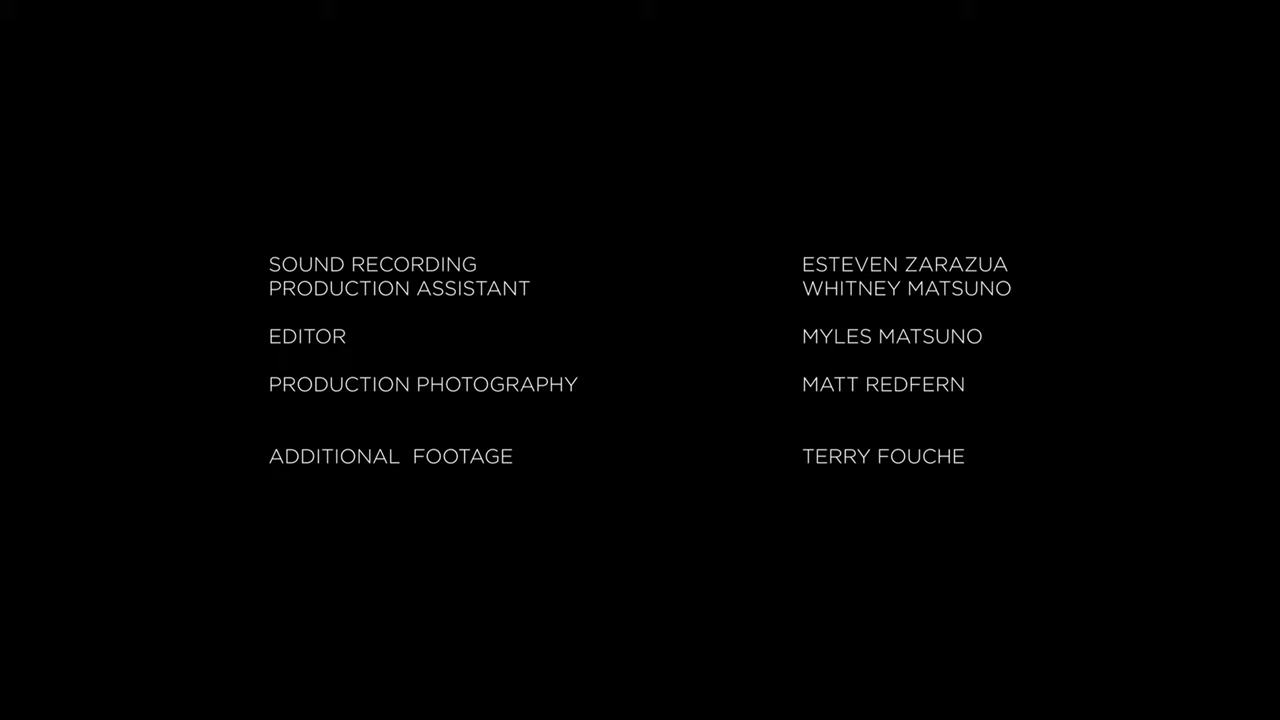 SOUND RECORDING ESTEVEN ZARAZUA
PRODUCTION ASSISTANT WHITNEY MATSUNO
EDITOR MYLES MATSUNO
PRODUCTION PHOTOGRAPHY MATT REDFERN
ADDITIONAL FOOTAGE TERRY FOUCHE